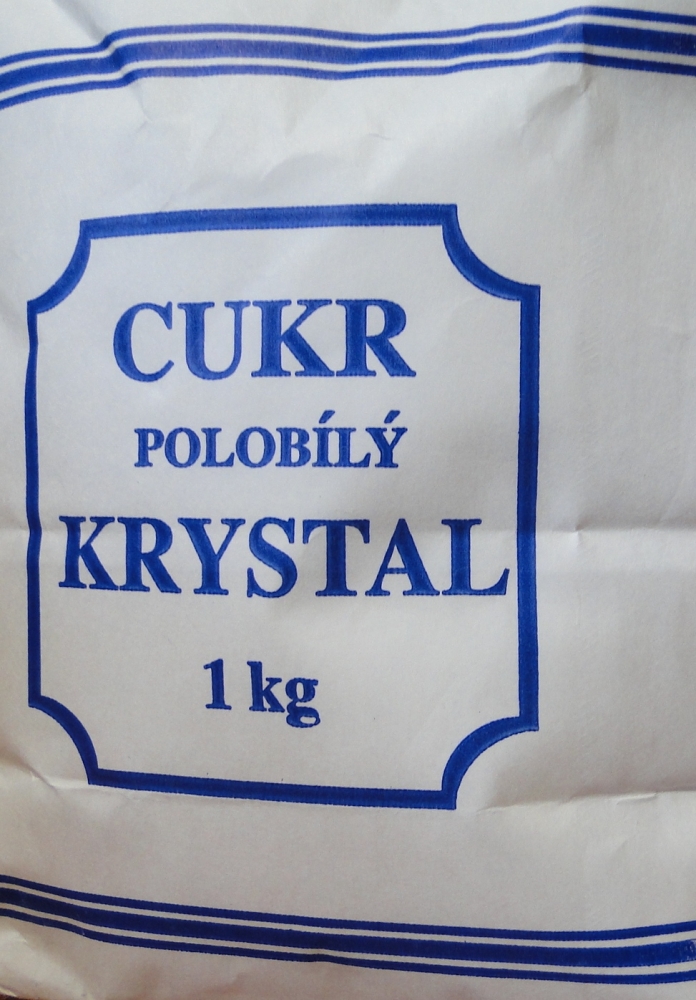 CUKR
POLOBÍLÝ
KRYSTAL
1 kg